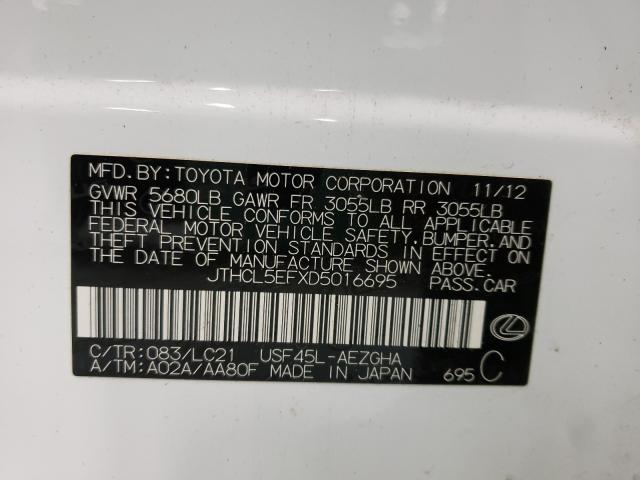 MFD. BY: TOYOTA MOTOR CORPORATION 11/12
GVWR 5680LB GAWR FR 3055LB RR 3055LB
THIS VEHICLE CONFORMS TO ALL APPLICABLE
FEDERAL MOTOR VEHICLE SAFETY, BUMPER, AND
THEFT PREVENTION STANDARDS IN EFFECT ON
THE DATE OF MANUFACTURE SHOWN ABOVE.
JTHCL5EFXD5016695 PASS. CAR
C/TR: 083/LC21 USF45L-AEZGHA
A/TM: A02A/AA80F MADE IN JAPAN 695 C